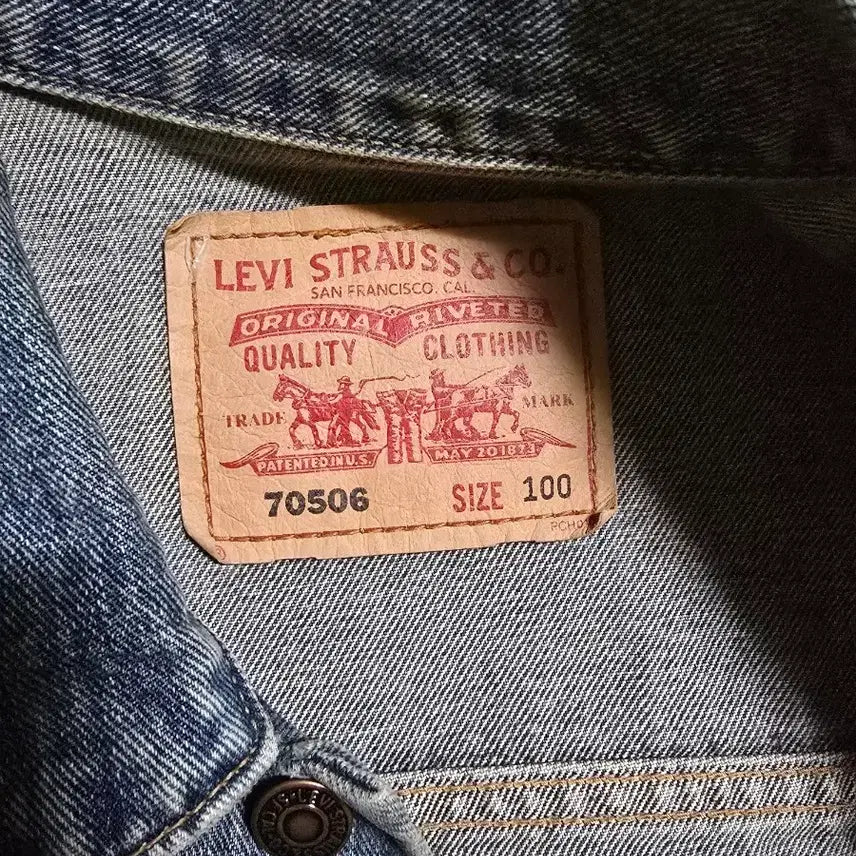 LEVI STRAUSS & CO.
SAN FRANCISCO, CAL.
ORIGINAL RIVETED
QUALITY CLOTHING
TRADE MARK
PATENTED IN U.S. MAY 20 1873
70506 SIZE 100
®
LEVI